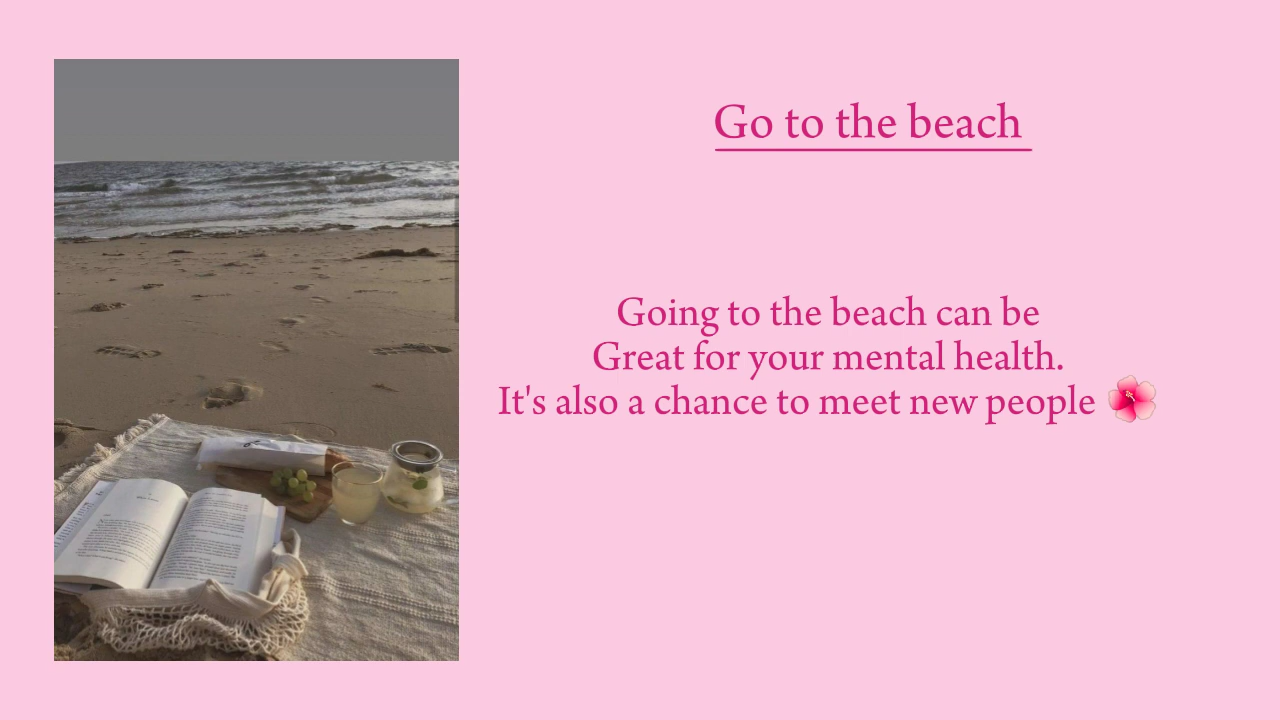 Go to the beach
Going to the beach can be
Great for your mental health.
It's also a chance to meet new people